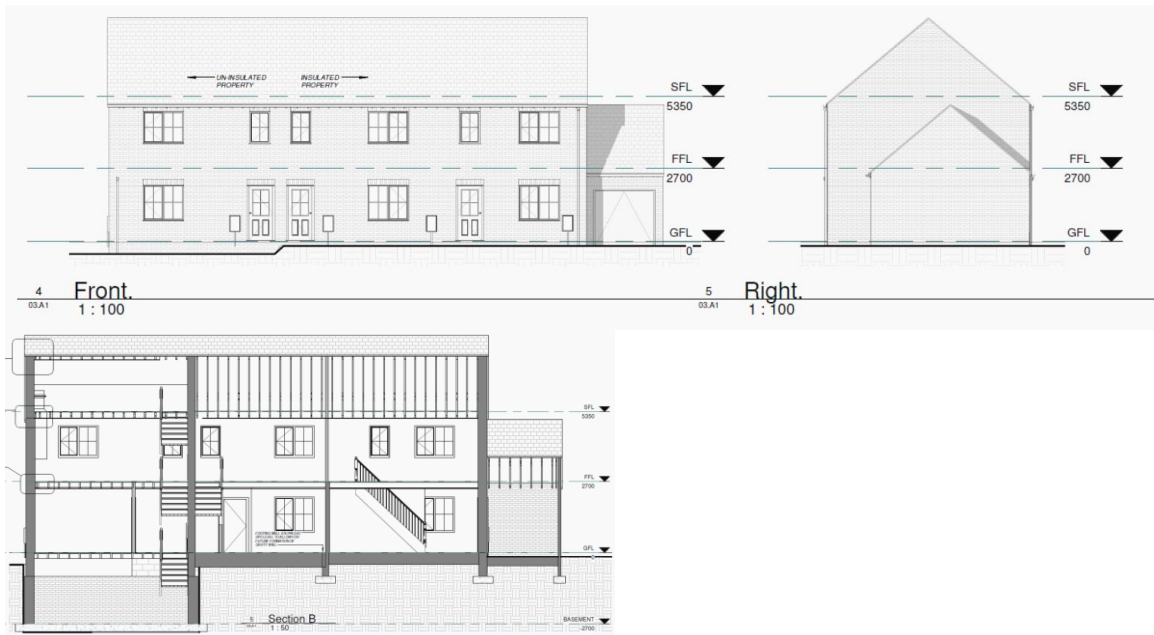 UN-INSULATED
PROPERTY
INSULATED
PROPERTY
SFL
5350
FFL
2700
GFL
0
4
Front.
03.A1
1 : 100
SFL
5350
FFL
2700
GFL
0
5
Right.
03.A1
1 : 100
SFL
5350
FFL
2700
GFL
0
BASEMENT
-2700
Section B
1 : 50